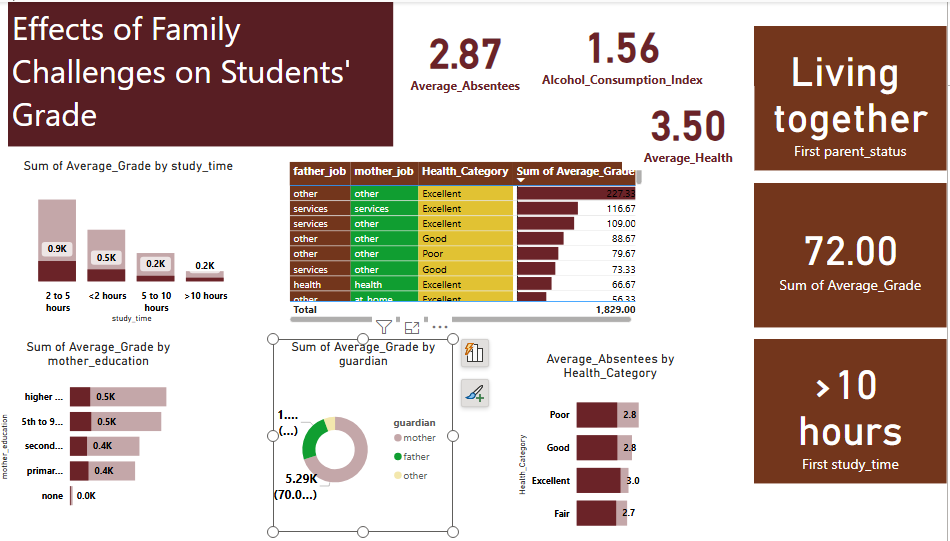 Effects of Family
Challenges on Students'
Grade
2.87
Average_Absentees
1.56
Alcohol_Consumption_Index
3.50
Average_Health
Living
together
First parent_status
72.00
Sum of Average_Grade
>10
hours
First study_time
Sum of Average_Grade by study_time
0.9K
0.5K
0.2K
0.2K
2 to 5 hours
<2 hours
5 to 10 hours
>10 hours
study_time
father_job mother_job Health_Category Sum of Average_Grade
other other Excellent 227.33
services services Excellent 116.67
services other Excellent 109.00
other other Good 88.67
other other Poor 79.67
services other Good 73.33
health health Excellent 66.67
other at_home Excellent 56.33
Total 1,829.00
Sum of Average_Grade by
mother_education
mother_education
higher ... 0.5K
5th to 9... 0.5K
second... 0.4K
primar... 0.4K
none 0.0K
Sum of Average_Grade by
guardian
1....
(...)
5.29K
(70.0...)
guardian
mother
father
other
Average_Absentees by
Health_Category
Health_Category
Poor 2.8
Good 2.8
Excellent 3.0
Fair 2.7